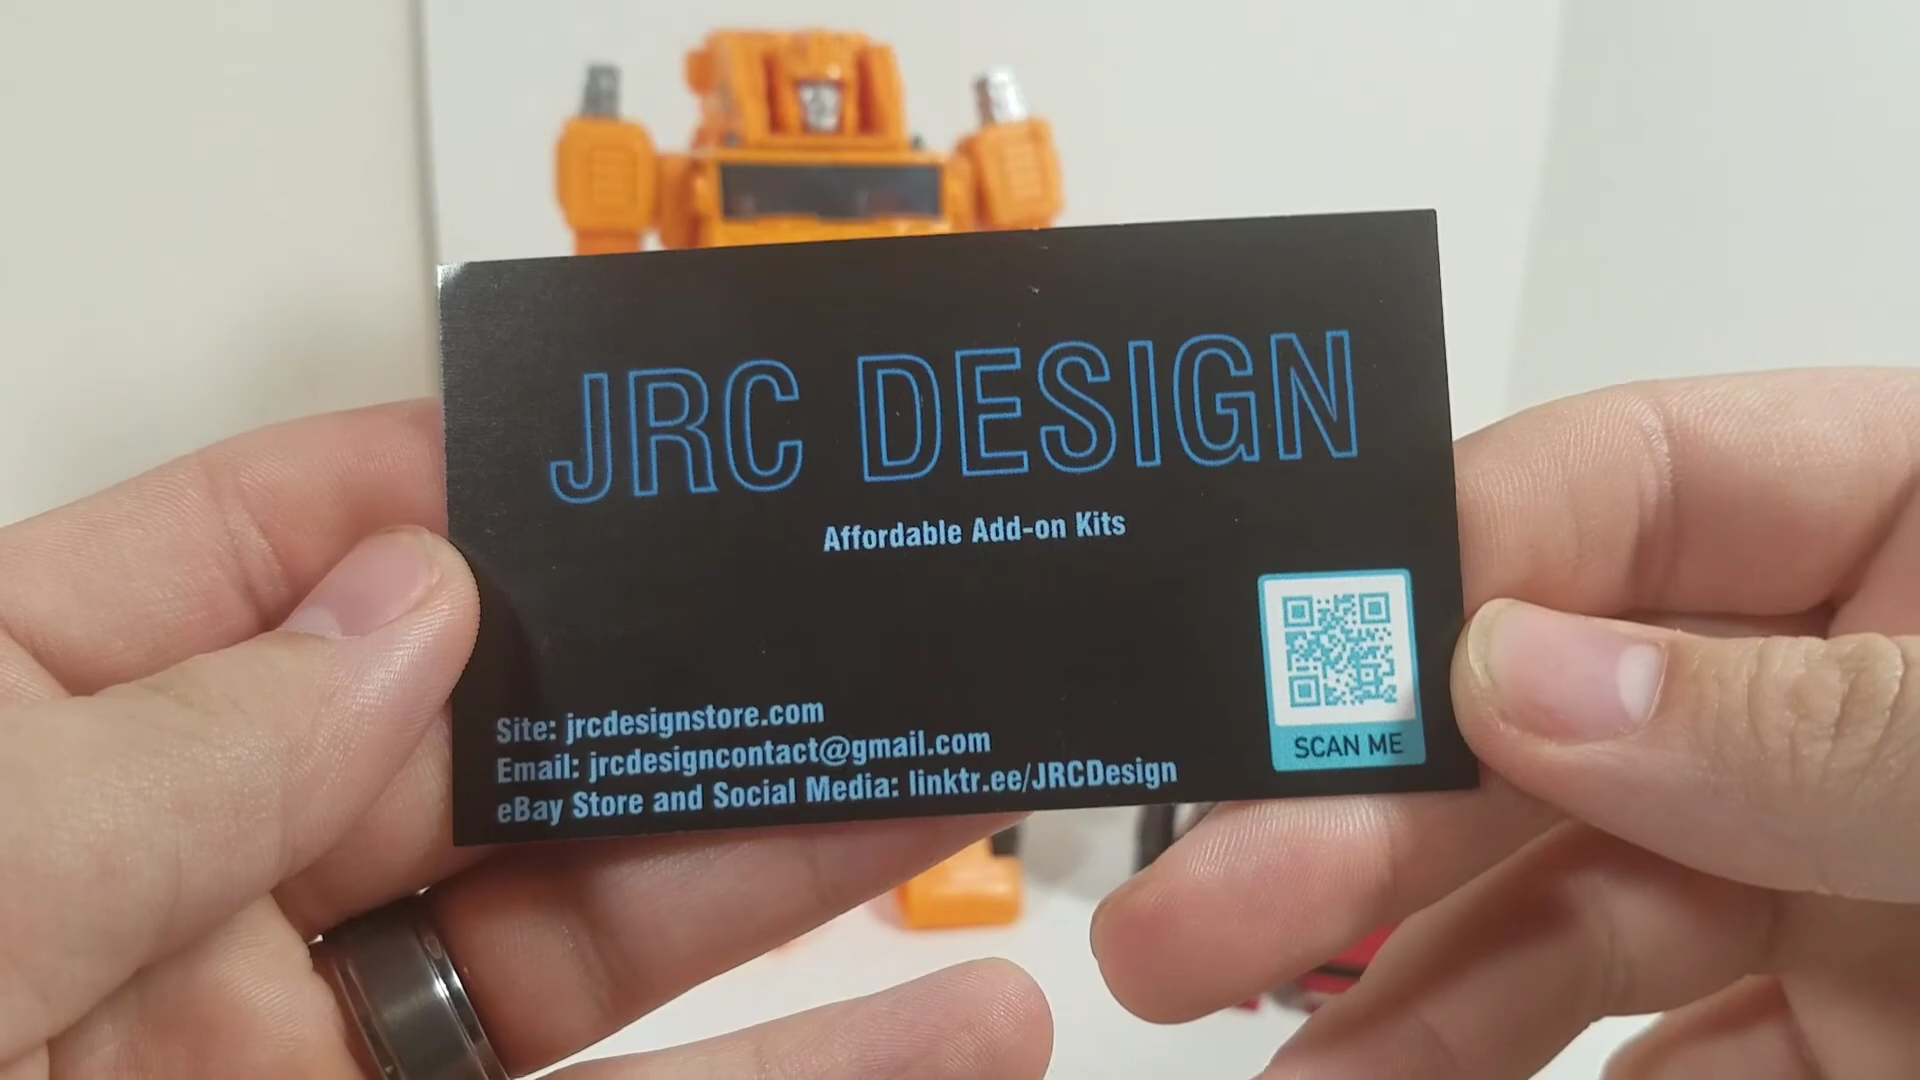 JRC DESIGN
Affordable Add-on Kits
Site: jrcdesignstore.com
Email: jrcdesigncontact@gmail.com
eBay Store and Social Media: linktr.ee/JRCDesign
SCAN ME